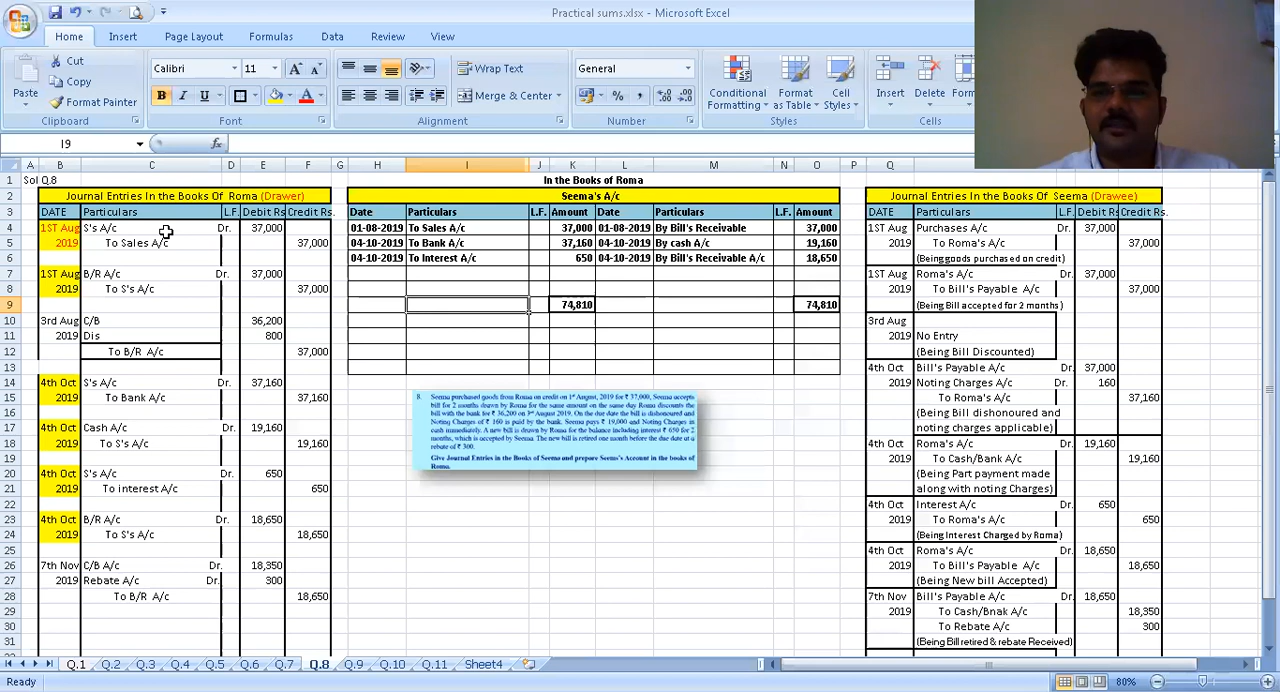 Practical sums.xlsx - Microsoft Excel
Home Insert Page Layout Formulas Data Review View
Paste
Cut
Copy
Format Painter
Clipboard
Calibri 11
B I U
Font
Wrap Text
Merge & Center
Alignment
General
Number
Conditional Formatting
Format as Table
Cell Styles
Styles
Insert Delete Form
Cells
I9
fx
A B C D E F G H I J K L M N O P Q
1 Sol Q.8 In the Books of Roma
Journal Entries In the Books Of Roma (Drawer)
DATE Particulars L.F. Debit Rs Credit Rs.
1ST Aug S's A/c Dr. 37,000
2019 To Sales A/c 37,000
1ST Aug B/R A/c Dr. 37,000
2019 To S's A/c 37,000
3rd Aug C/B 36,200
2019 Dis 800
To B/R A/c 37,000
4th Oct S's A/c Dr. 37,160
2019 To Bank A/c 37,160
4th Oct Cash A/c Dr. 19,160
2019 To S's A/c 19,160
4th Oct S's A/c Dr. 650
2019 To interest A/c 650
4th Oct B/R A/c Dr. 18,650
2019 To S's A/c 18,650
7th Nov C/B A/c Dr. 18,350
2019 Rebate A/c Dr. 300
To B/R A/c 18,650
Seema's A/c
Date Particulars L.F. Amount Date Particulars L.F. Amount
01-08-2019 To Sales A/c 37,000 01-08-2019 By Bill's Receivable 37,000
04-10-2019 To Bank A/c 37,160 04-10-2019 By cash A/c 19,160
04-10-2019 To Interest A/c 650 04-10-2019 By Bill's Receivable A/c 18,650
74,810 74,810
8. Seema purchased goods from Roma on credit on 1st August, 2019 for ₹ 37,000, Seema accepts
bill for 2 months drawn by Roma for the same amount on the same day Roma discounts the
bill with the bank for ₹ 36,200 on 3rd August 2019. On the due date the bill is dishonoured and
Noting Charges of ₹ 160 is paid by the bank. Seema pays ₹ 19,000 and Noting Charges in
cash immediately. A new bill is drawn by Roma for the balance including interest ₹ 650 for 2
months, which is accepted by Seema. The new bill is retired one month before the due date at a
rebate of ₹ 300.
Give Journal Entries in the Books of Seema and prepare Seema's Account in the books of
Roma.
Journal Entries In the Books Of Seema (Drawee)
DATE Particulars L.F. Debit Rs Credit Rs.
1ST Aug Purchases A/c Dr. 37,000
2019 To Roma's A/c 37,000
(Being goods purchased on credit)
1ST Aug Roma's A/c Dr. 37,000
2019 To Bill's Payable A/c 37,000
(Being Bill accepted for 2 months)
3rd Aug
2019 No Entry
(Being Bill Discounted)
4th Oct Bill's Payable A/c Dr. 37,000
2019 Noting Charges A/c Dr. 160
To Roma's A/c 37,160
(Being Bill dishonoured and
noting charges applicable)
4th Oct Roma's A/c Dr. 19,160
2019 To Cash/Bank A/c 19,160
(Being Part payment made
along with noting Charges)
4th Oct Interest A/c Dr. 650
2019 To Roma's A/c 650
(Being Interest Charged by Roma)
4th Oct Roma's A/c Dr. 18,650
2019 To Bill's Payable A/c 18,650
(Being New bill Accepted)
7th Nov Bill's Payable A/c Dr. 18,650
2019 To Cash/Bnak A/c 18,350
To Rebate A/c 300
(Being Bill retired & rebate Received)
Q.1 Q.2 Q.3 Q.4 Q.5 Q.6 Q.7 Q.8 Q.9 Q.10 Q.11 Sheet4
Ready 80%